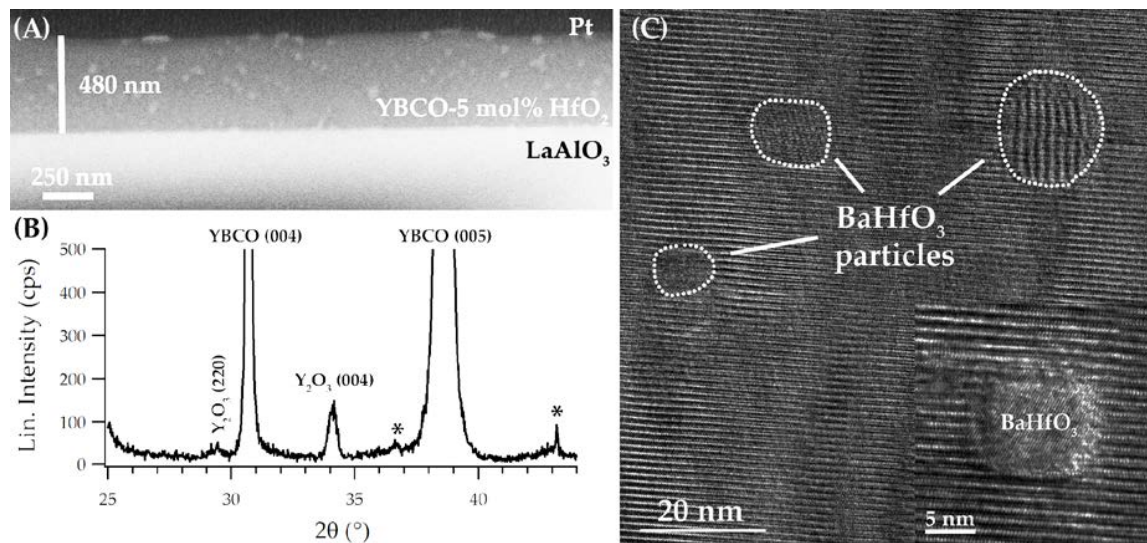 (A)
Pt
480 nm
YBCO-5 mol% HfO₂
LaAlO₃
250 nm
(B)
YBCO (004)
YBCO (005)
500
400
300
200
100
0
Lin. Intensity (cps)
Y₂O₃ (220)
Y₂O₃ (004)
*
*
25
30
35
40
2θ (°)
(C)
BaHfO₃
particles
BaHfO₃
20 nm
5 nm